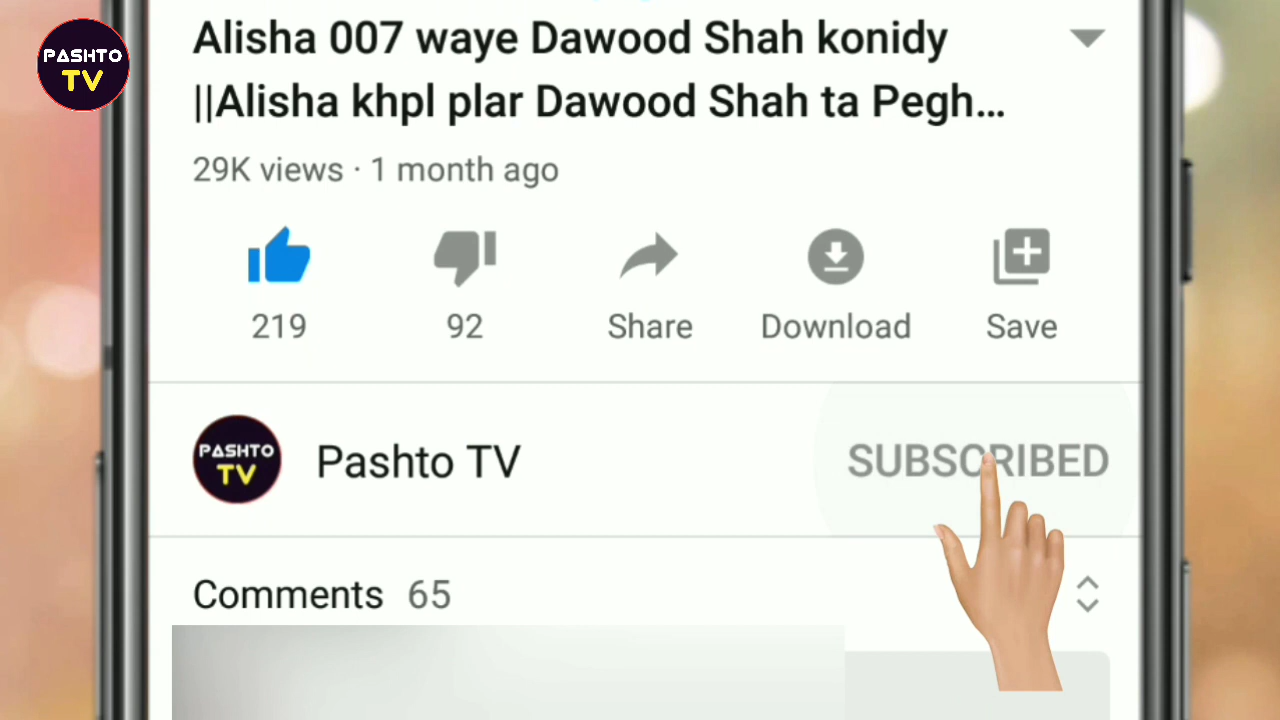 PASHTO
TV
Alisha 007 waye Dawood Shah konidy
||Alisha khpl plar Dawood Shah ta Pegh...
29K views · 1 month ago
219
92
Share
Download
Save
PASHTO
TV
Pashto TV
SUBSCRIBED
Comments 65